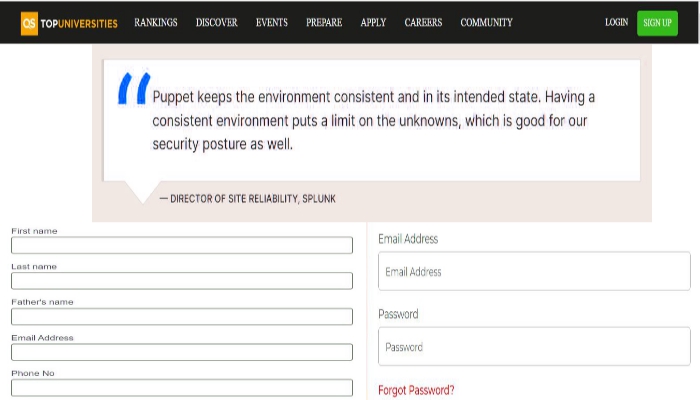 QS TOPUNIVERSITIES RANKINGS DISCOVER EVENTS PREPARE APPLY CAREERS COMMUNITY LOGIN SIGN UP
“Puppet keeps the environment consistent and in its intended state. Having a
consistent environment puts a limit on the unknowns, which is good for our
security posture as well.
— DIRECTOR OF SITE RELIABILITY, SPLUNK
First name
Last name
Father's name
Email Address
Phone No
Email Address
Email Address
Password
Password
Forgot Password?